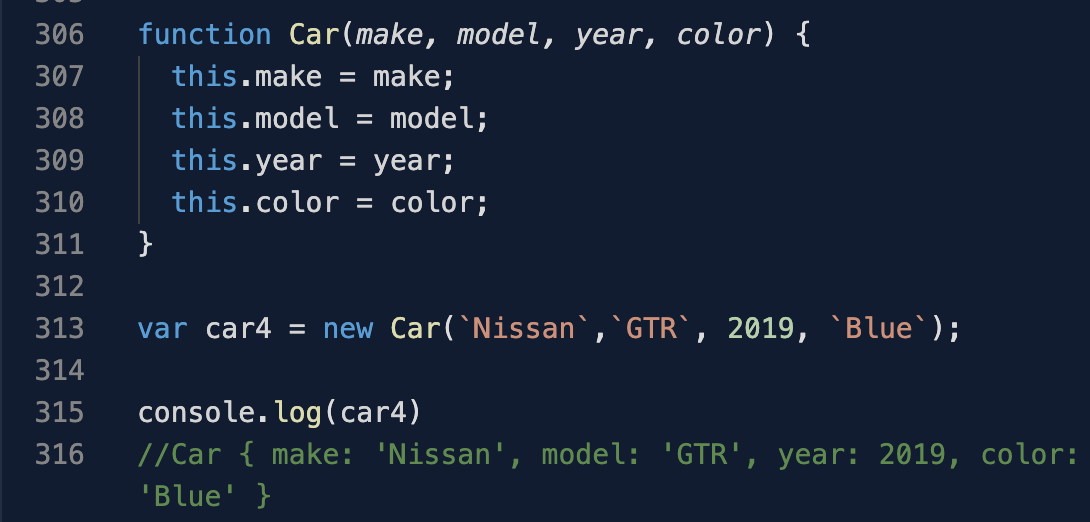 306 function Car(make, model, year, color) {
307 this.make = make;
308 this.model = model;
309 this.year = year;
310 this.color = color;
311 }
312
313 var car4 = new Car(`Nissan`,`GTR`, 2019, `Blue`);
314
315 console.log(car4)
316 //Car { make: 'Nissan', model: 'GTR', year: 2019, color:
'Blue' }